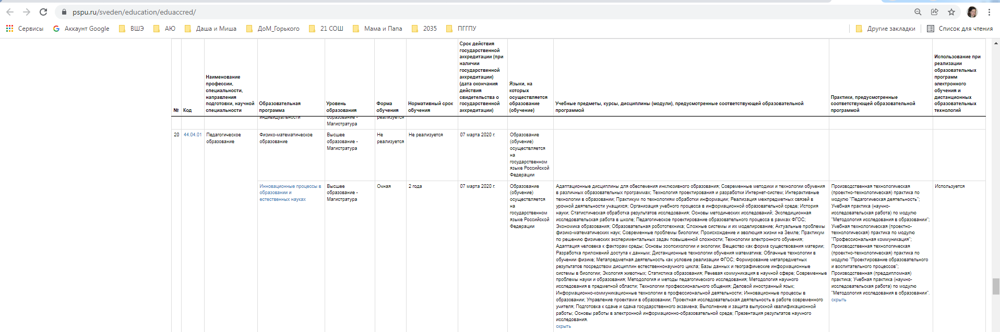 pspu.ru/sveden/education/eduaccred/
Сервисы Аккаунт Google ВШЭ АЮ Даша и Миша ДоМ_Горького 21 СОШ Мама и Папа 2035 ПГГПУ Другие закладки Список для чтения
№
Код
Наименование
профессии,
специальности,
направления
подготовки, научной
специальности
Образовательная
программа
Уровень
образования
Форма
обучения
Нормативный срок
обучения
Срок действия
государственной
аккредитации (при
наличии
государственной
аккредитации)
(дата окончания
действия
свидетельства о
государственной
аккредитации)
Языки, на
которых
осуществляется
образование
(обучение)
Учебные предметы, курсы, дисциплины (модули), предусмотренные соответствующей образовательной
программой
Практики, предусмотренные
соответствующей образовательной
программой
Использование при
реализации
образовательных
программ
электронного
обучения и
дистанционных
образовательных
технологий
индивидуальности
образование -
Магистратура
реализуется
20
44.04.01
Педагогическое
образование
Физико-математическое
образование
Высшее
образование -
Магистратура
Не
реализуется
Не реализуется
07 марта 2020 г.
Образование
(обучение)
осуществляется
на
государственном
языке Российской
Федерации
Инновационные процессы в
образовании и
естественных науках
Высшее
образование -
Магистратура
Очная
2 года
07 марта 2020 г.
Образование
(обучение)
осуществляется
на
государственном
языке Российской
Федерации
Адаптационные дисциплины для обеспечения инклюзивного образования; Современные методики и технологии обучения
в различных образовательных программах; Технология проектирования и разработки Интернет-систем; Интерактивные
технологии в образовании; Практикум по технологиям обработки информации; Реализация межпредметных связей в
урочной деятельности учащихся; Организация учебного процесса в информационной образовательной среде; История
науки; Статистическая обработка результатов исследования; Основы методических исследований; Экспедиционная
исследовательская работа в школе; Педагогическое проектирование образовательного процесса в рамках ФГОС;
Экономика образования; Образовательная робототехника; Сложные системы и их моделирование; Актуальные проблемы
физико-математических наук; Современные проблемы биологии; Происхождение и эволюция жизни на Земле; Практикум
по решению физических экспериментальных задач повышенной сложности; Технологии электронного обучения;
Адаптация человека к факторам среды; Основы зоопсихологии и экологии; Вещество как форма существования материи;
Разработка приложений доступа к данным; Дистанционные технологии обучения математике; Облачные технологии в
обучении физике; Метапредметная деятельность как условие реализации ФГОС; Формирование метапредметных
результатов посредством дисциплин естественнонаучного цикла; Базы данных и географические информационные
системы в биологии; Экология животных; Статистика образования; Речевая коммуникация в научной сфере; Современные
проблемы науки и образования; Методология и методы педагогического исследования; Методология научного
исследования в предметной области; Технологии профессионального общения; Деловой иностранный язык;
Информационно-коммуникационные технологии в профессиональной деятельности; Инновационные процессы в
образовании; Управление проектами в образовании; Проектная исследовательская деятельность в работе современного
учителя; Подготовка к сдаче и сдача государственного экзамена; Выполнение и защита выпускной квалификационной
работы; Основы работы в электронной информационно-образовательной среде; Презентация результатов научного
исследования.
скрыть
Производственная технологическая
(проектно-технологическая) практика по
модулю "Педагогическая деятельность";
Учебная практика (научно-
исследовательская работа) по модулю
"Методология исследования в образовании";
Учебная технологическая (проектно-
технологическая) практика по
модулю "Профессиональная
коммуникация";
Производственная технологическая
(проектно-технологическая) практика по
модулю "Проектирование образовательного
и воспитательного процессов";
Производственная (преддипломная)
практика; Учебная практика (научно-
исследовательская работа) по модулю
"Методология исследования в образовании".
скрыть
Используется